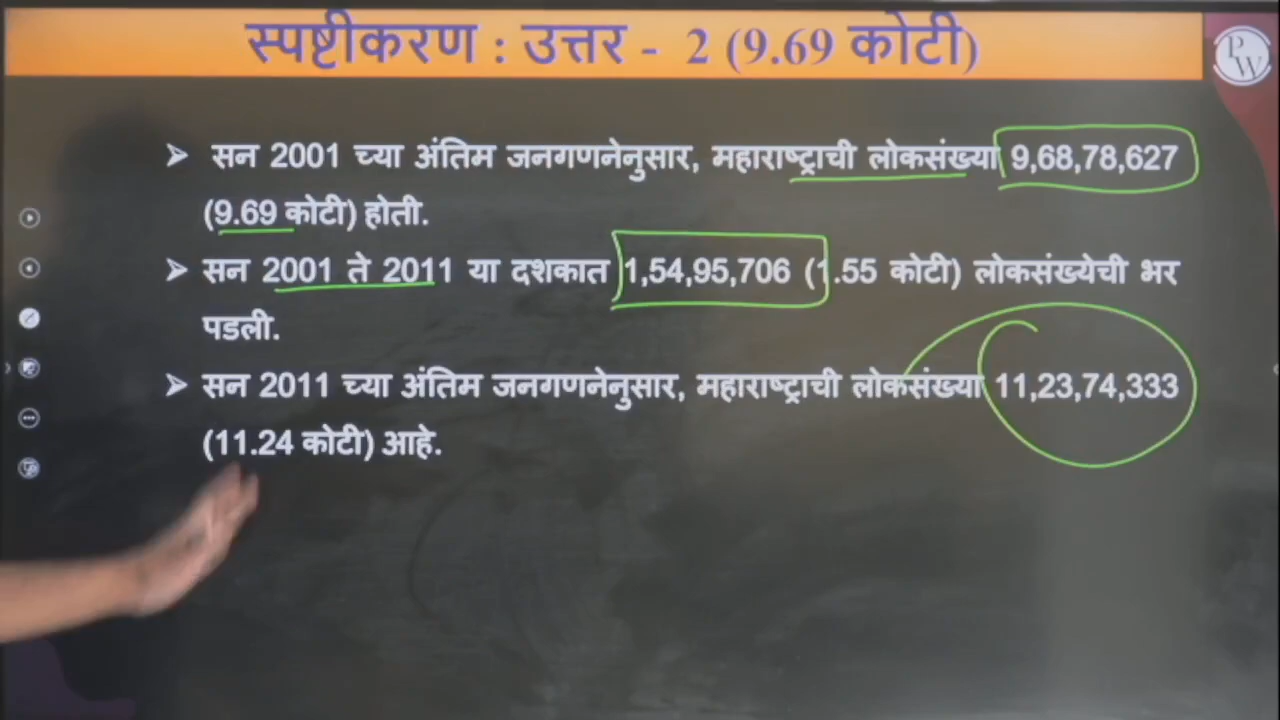 स्पष्टीकरण : उत्तर - 2 (9.69 कोटी)
PW
➤ सन 2001 च्या अंतिम जनगणनेनुसार, महाराष्ट्राची लोकसंख्या 9,68,78,627
(9.69 कोटी) होती.
➤ सन 2001 ते 2011 या दशकात 1,54,95,706 (1.55 कोटी) लोकसंख्येची भर
पडली.
➤ सन 2011 च्या अंतिम जनगणनेनुसार, महाराष्ट्राची लोकसंख्या 11,23,74,333
(11.24 कोटी) आहे.